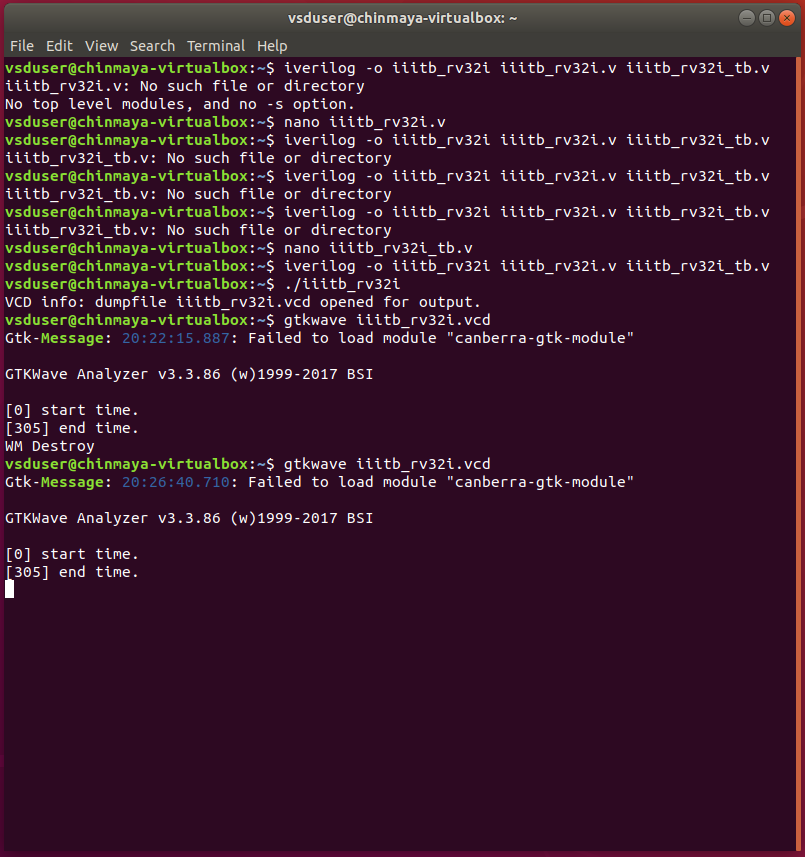 vsduser@chinmaya-virtualbox: ~
File Edit View Search Terminal Help
vsduser@chinmaya-virtualbox:~$ iverilog -o iiitb_rv32i iiitb_rv32i.v iiitb_rv32i_tb.v
iiitb_rv32i.v: No such file or directory
No top level modules, and no -s option.
vsduser@chinmaya-virtualbox:~$ nano iiitb_rv32i.v
vsduser@chinmaya-virtualbox:~$ iverilog -o iiitb_rv32i iiitb_rv32i.v iiitb_rv32i_tb.v
iiitb_rv32i_tb.v: No such file or directory
vsduser@chinmaya-virtualbox:~$ iverilog -o iiitb_rv32i iiitb_rv32i.v iiitb_rv32i_tb.v
iiitb_rv32i_tb.v: No such file or directory
vsduser@chinmaya-virtualbox:~$ iverilog -o iiitb_rv32i iiitb_rv32i.v iiitb_rv32i_tb.v
iiitb_rv32i_tb.v: No such file or directory
vsduser@chinmaya-virtualbox:~$ nano iiitb_rv32i_tb.v
vsduser@chinmaya-virtualbox:~$ iverilog -o iiitb_rv32i iiitb_rv32i.v iiitb_rv32i_tb.v
vsduser@chinmaya-virtualbox:~$ ./iiitb_rv32i
VCD info: dumpfile iiitb_rv32i.vcd opened for output.
vsduser@chinmaya-virtualbox:~$ gtkwave iiitb_rv32i.vcd
Gtk-Message: 20:22:15.887: Failed to load module "canberra-gtk-module"
GTKWave Analyzer v3.3.86 (w)1999-2017 BSI
[0] start time.
[305] end time.
WM Destroy
vsduser@chinmaya-virtualbox:~$ gtkwave iiitb_rv32i.vcd
Gtk-Message: 20:26:40.710: Failed to load module "canberra-gtk-module"
GTKWave Analyzer v3.3.86 (w)1999-2017 BSI
[0] start time.
[305] end time.